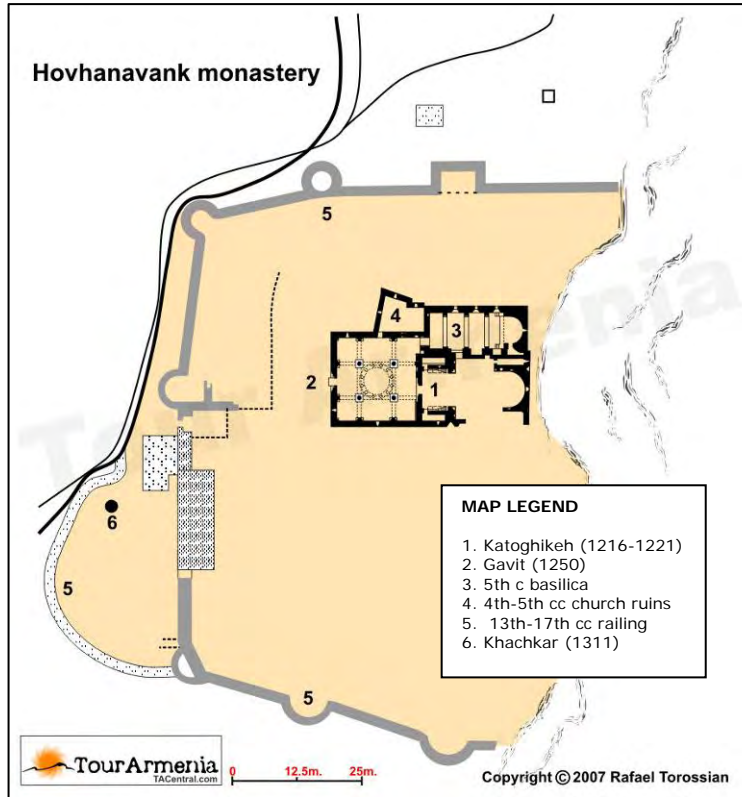 Hovhanavank monastery
5
4
3
2
1
Tour Armenia
MAP LEGEND
1. Katoghikeh (1216-1221)
2. Gavit (1250)
3. 5th c basilica
4. 4th-5th cc church ruins
5. 13th-17th cc railing
6. Khachkar (1311)
6
5
5
TourArmenia
TACentral.com
0 12.5m. 25m.
Copyright © 2007 Rafael Torossian